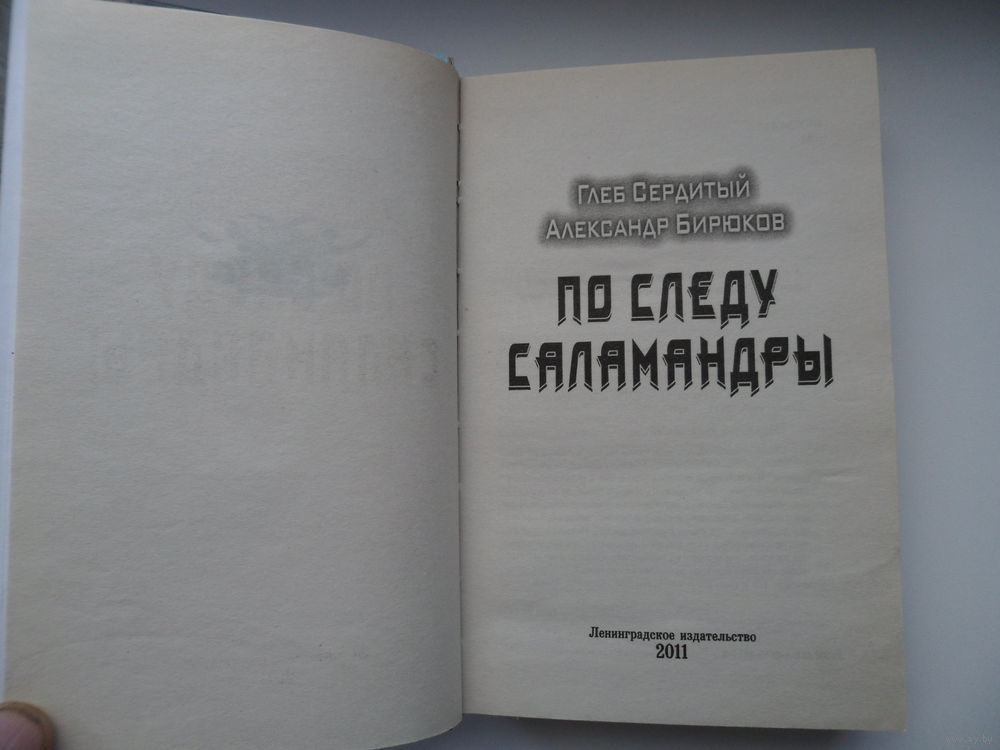 Глеб Сердитый
Александр Бирюков
ПО СЛЕДУ
САЛАМАНДРЫ
Ленинградское издательство
2011